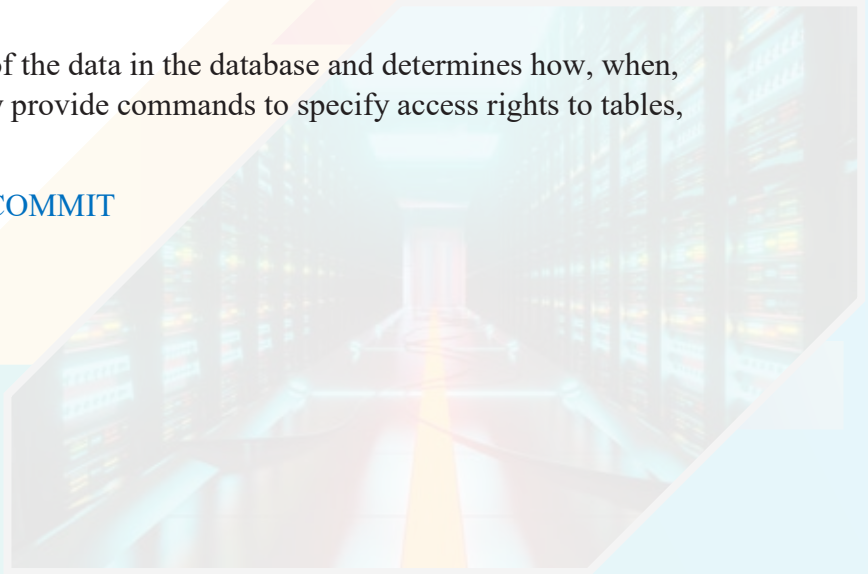 of the data in the database and determines how, when,
provide commands to specify access rights to tables,
COMMIT